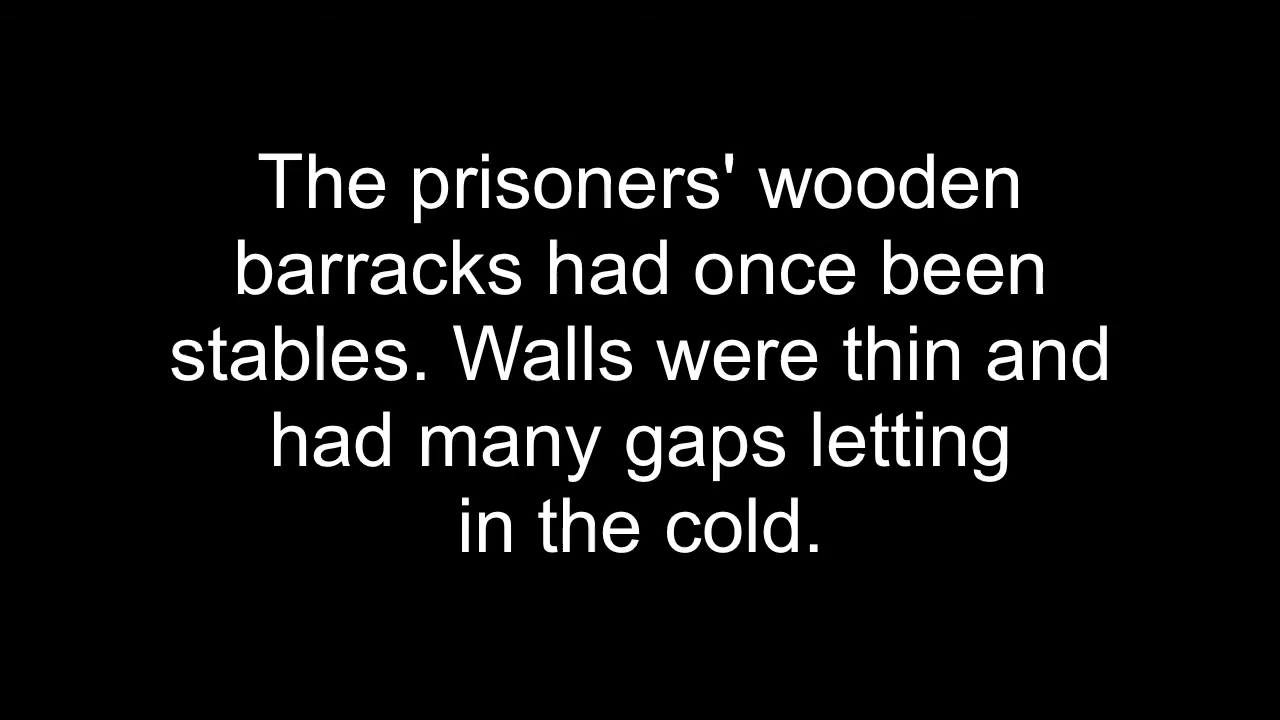 The prisoners' wooden
barracks had once been
stables. Walls were thin and
had many gaps letting
in the cold.